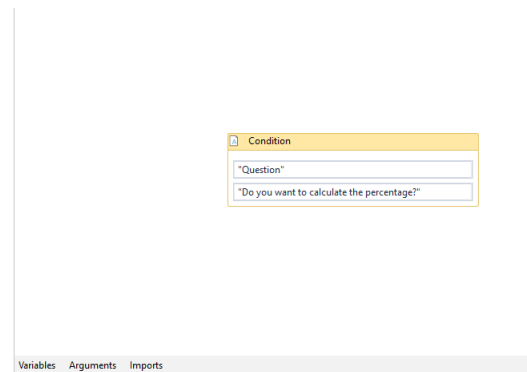 Condition
"Question"
"Do you want to calculate the percentage?"
Variables Arguments Imports